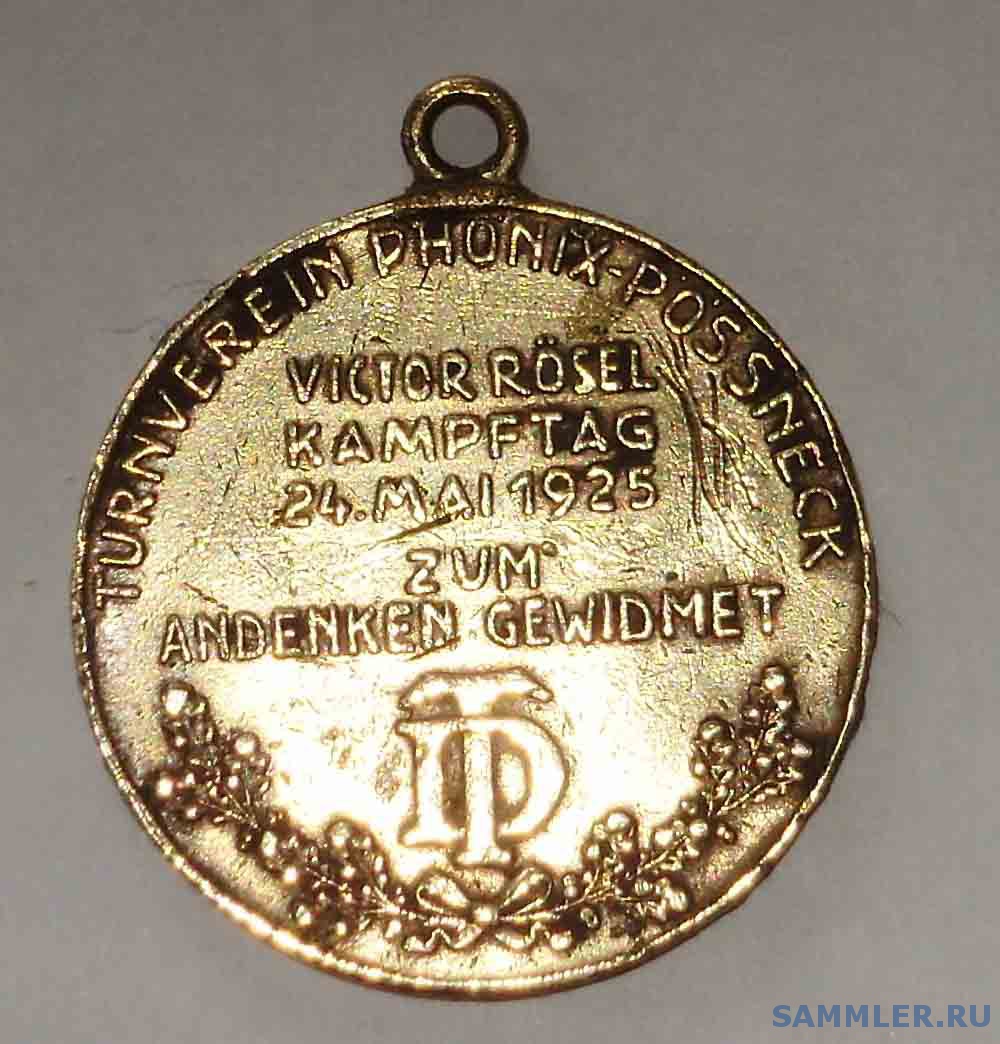 TURNVEREIN PHÖNIX-PÖSSNECK
VICTOR RÖSEL
KAMPFTAG
24. MAI 1925
ZUM
ANDENKEN GEWIDMET
DT
SAMMLER.RU